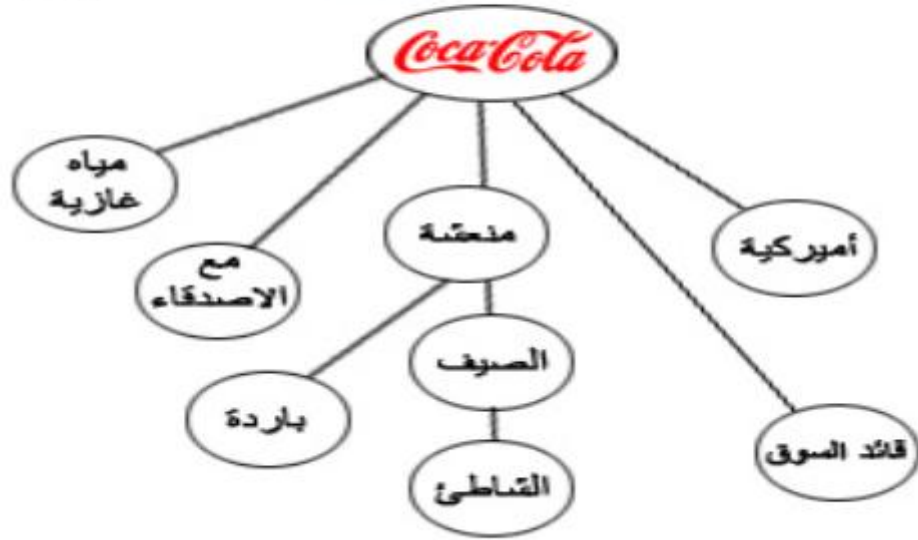 Coca-Cola
مياه
غازية
مع
الاصدقاء
منعشة
أميركية
باردة
الصيف
الشاطئ
قائد السوق